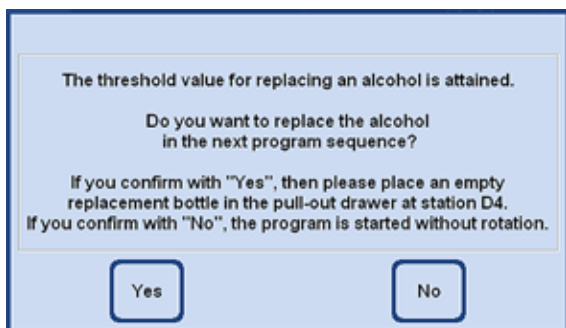 The threshold value for replacing an alcohol is attained.
Do you want to replace the alcohol
in the next program sequence?
If you confirm with "Yes", then please place an empty
replacement bottle in the pull-out drawer at station D4.
If you confirm with "No", the program is started without rotation.
Yes
No